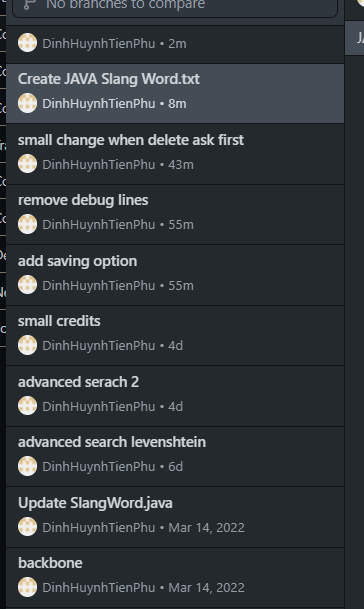 No branches to compare
DinhHuynhTienPhu • 2m
Create JAVA Slang Word.txt
DinhHuynhTienPhu • 8m
small change when delete ask first
DinhHuynhTienPhu • 43m
remove debug lines
DinhHuynhTienPhu • 55m
add saving option
DinhHuynhTienPhu • 55m
small credits
DinhHuynhTienPhu • 4d
advanced serach 2
DinhHuynhTienPhu • 4d
advanced search levenshtein
DinhHuynhTienPhu • 6d
Update SlangWord.java
DinhHuynhTienPhu • Mar 14, 2022
backbone
DinhHuynhTienPhu • Mar 14, 2022